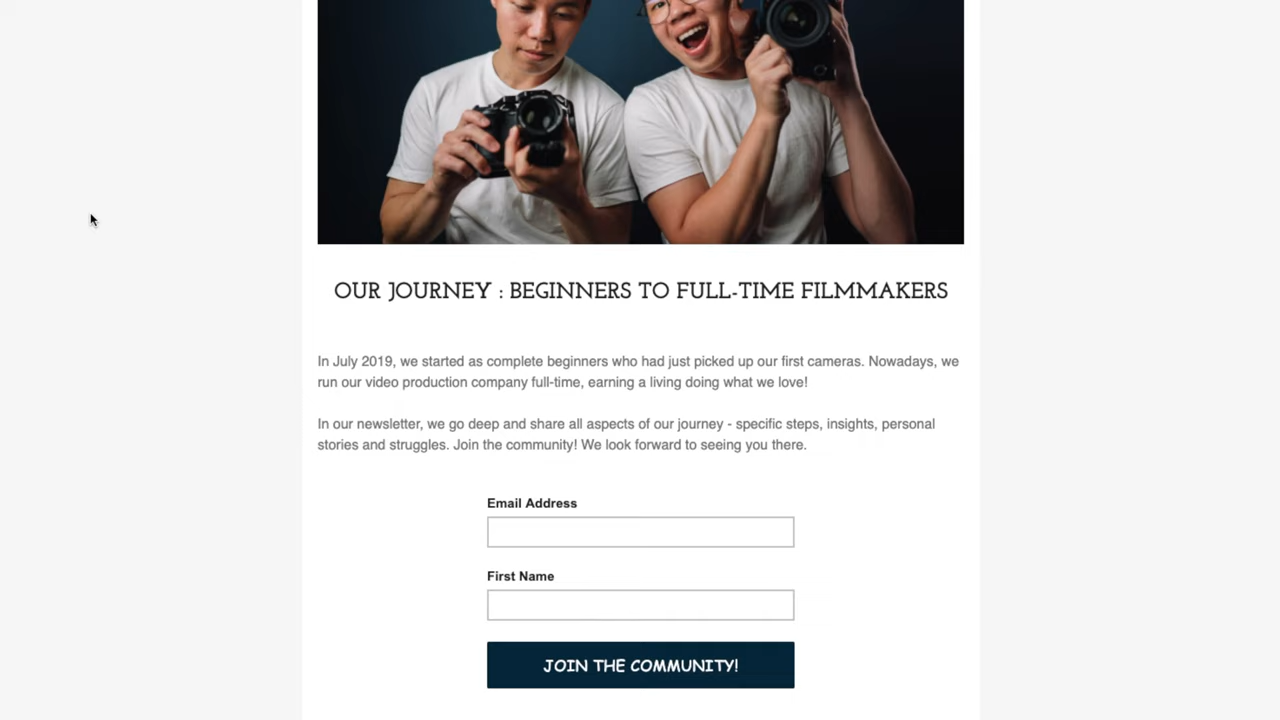 OUR JOURNEY : BEGINNERS TO FULL-TIME FILMMAKERS
In July 2019, we started as complete beginners who had just picked up our first cameras. Nowadays, we
run our video production company full-time, earning a living doing what we love!
In our newsletter, we go deep and share all aspects of our journey - specific steps, insights, personal
stories and struggles. Join the community! We look forward to seeing you there.
Email Address
First Name
JOIN THE COMMUNITY!